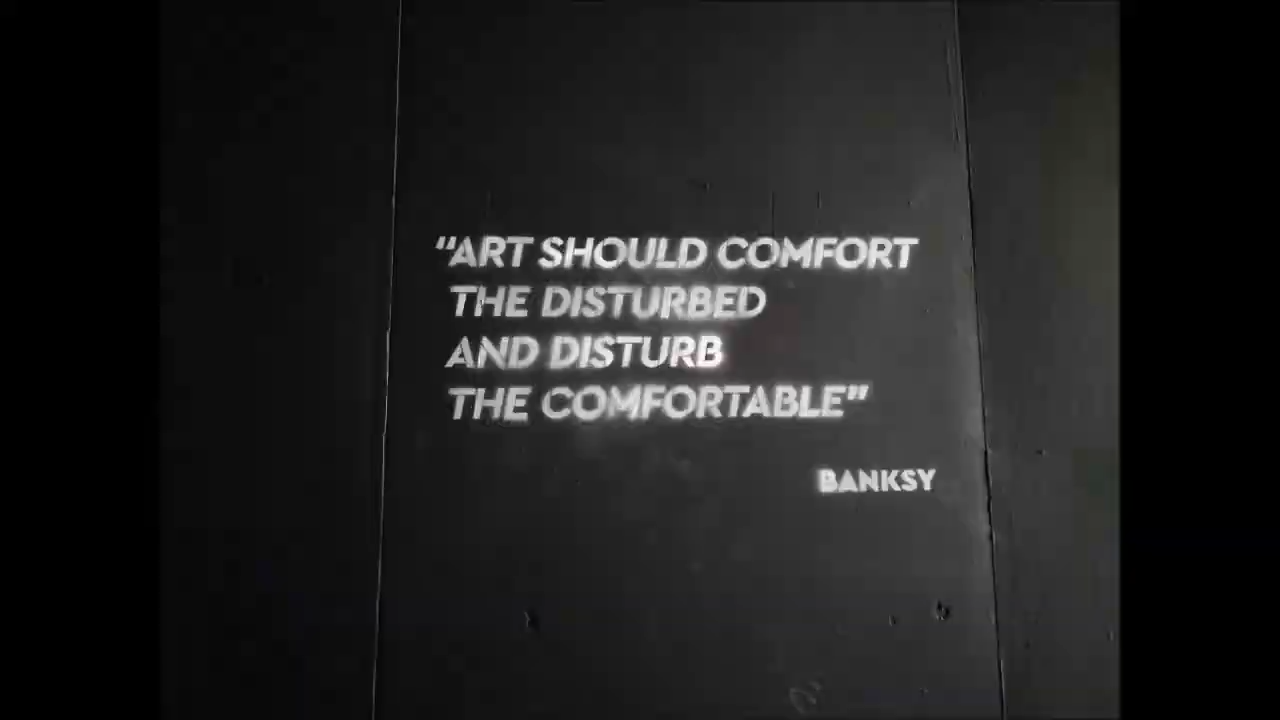 "ART SHOULD COMFORT
THE DISTURBED
AND DISTURB
THE COMFORTABLE"
BANKSY